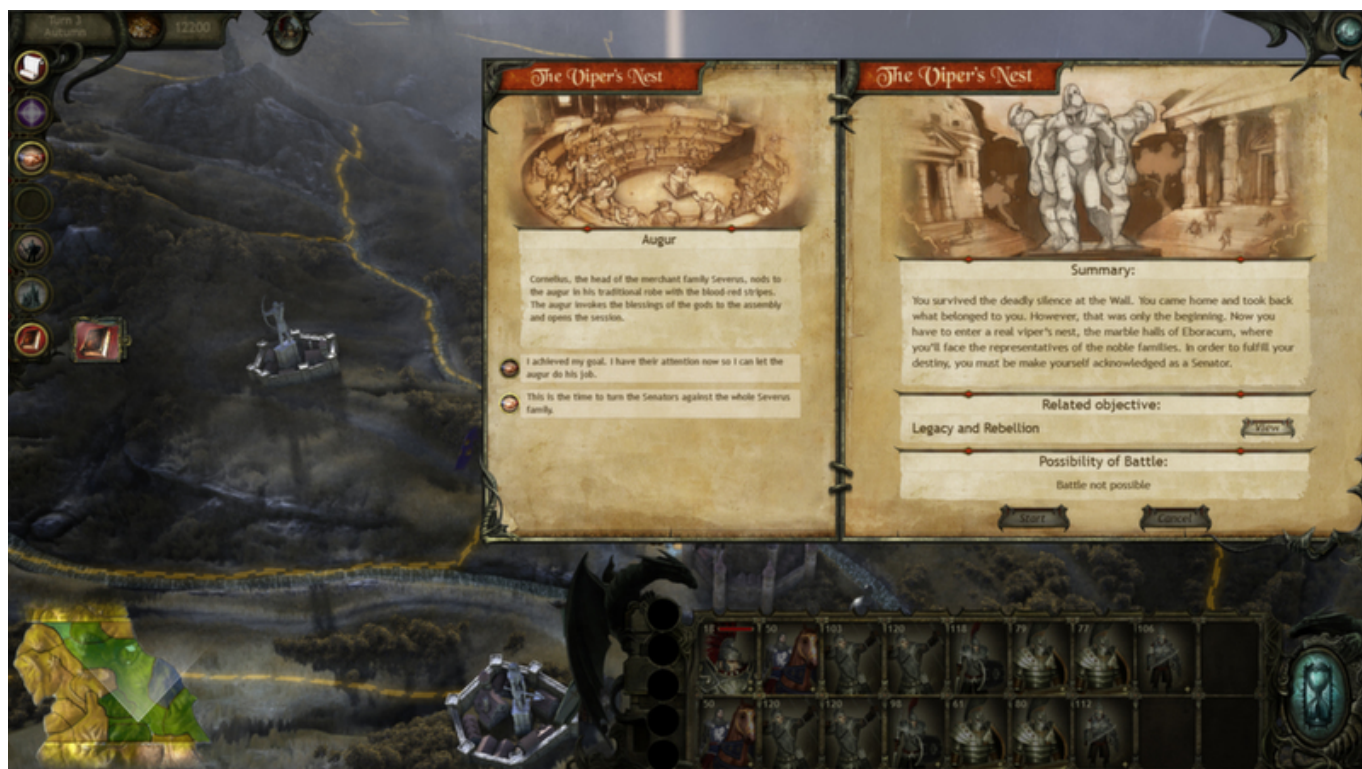 Turn 3
Autumn
12200
The Viper's Nest
Augur
Cornelius, the head of the merchant family Severus, nods to
the augur in his traditional robe with the blood-red stripes.
The augur invokes the blessings of the gods to the assembly
and opens the session.
I achieved my goal. I have their attention now so I can let the
augur do his job.
This is the time to turn the Senators against the whole Severus
family.
The Viper's Nest
Summary:
You survived the deadly silence at the Wall. You came home and took back
what belonged to you. However, that was only the beginning. Now you
have to enter a real viper's nest, the marble halls of Eboracum, where
you'll face the representatives of the noble families. In order to fulfill your
destiny, you must be make yourself acknowledged as a Senator.
Related objective:
Legacy and Rebellion
View
Possibility of Battle:
Battle not possible
Start
Cancel
18 50 103 120 118 79 77 106
50 120 120 98 61 80 112